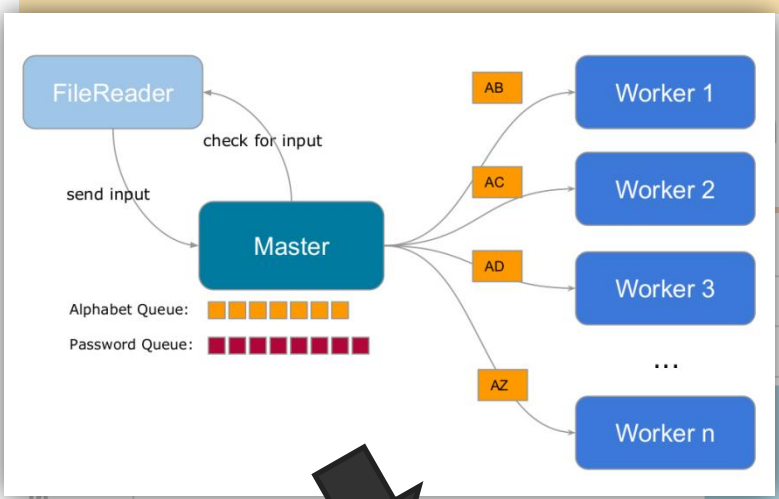 FileReader
check for input
send input
Master
Alphabet Queue:
Password Queue:
AB
Worker 1
AC
Worker 2
AD
Worker 3
...
AZ
Worker n